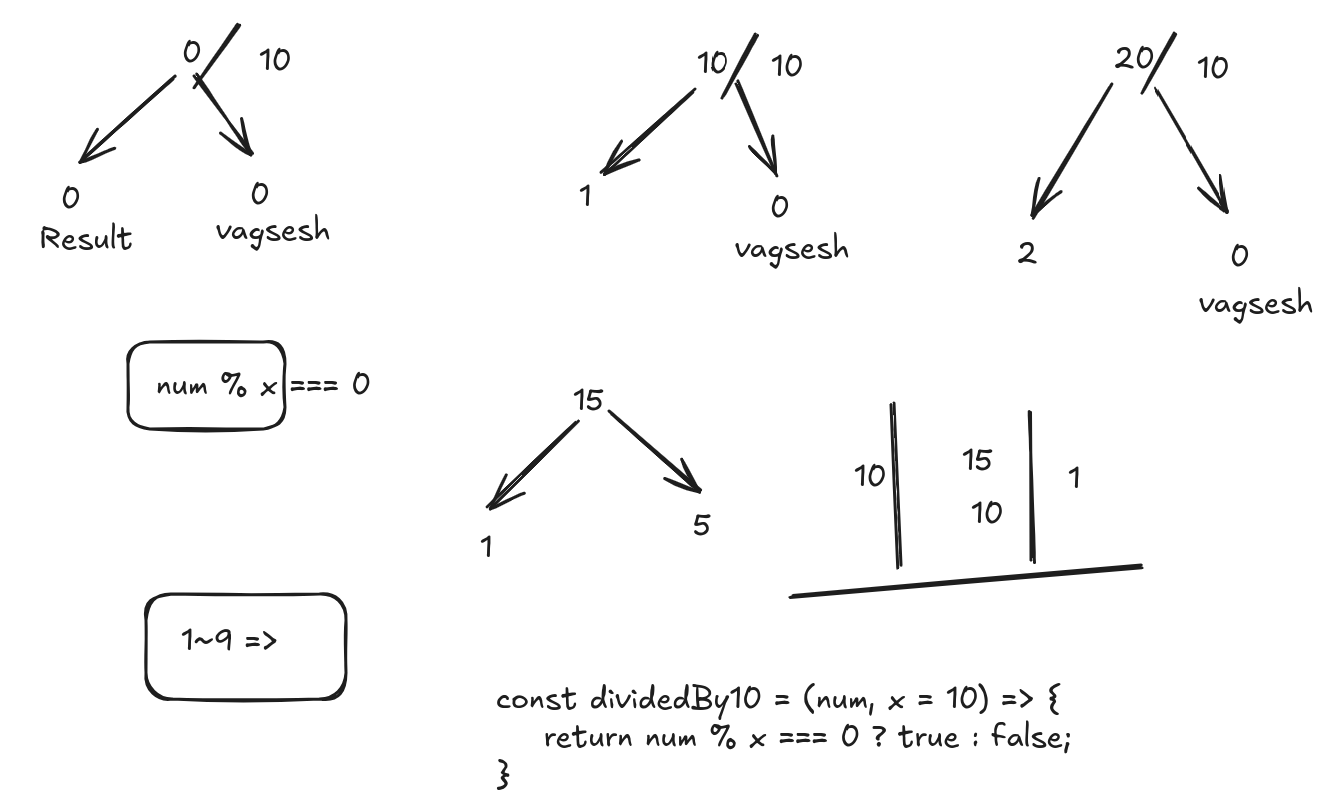 0 / 10
0
Result
0
vagsesh
10 / 10
1
0
vagsesh
20 / 10
2
0
vagsesh
num % x === 0
15
1
5
10
15
10
1
1~9 =>
const dividedBy10 = (num, x = 10) => {
return num % x === 0 ? true : false;
}